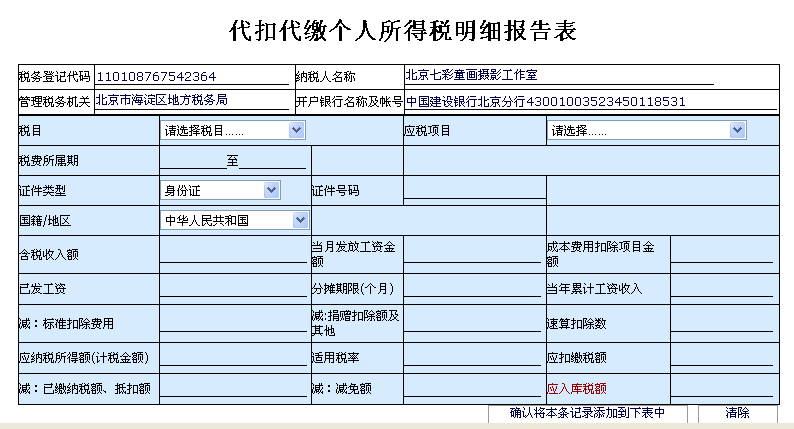 代扣代缴个人所得税明细报告表
税务登记代码 110108767542364 纳税人名称 北京七彩童画摄影工作室
管理税务机关 北京市海淀区地方税务局 开户银行名称及帐号 中国建设银行北京分行43001003523450118531
税目 请选择税目...... 应税项目 请选择......
税费所属期 至
证件类型 身份证 证件号码
国籍/地区 中华人民共和国
含税收入额 当月发放工资金额 成本费用扣除项目金额
已发工资 分摊期限(个月) 当年累计工资收入
减：标准扣除费用 减:捐赠扣除额及其他 速算扣除数
应纳税所得额(计税金额) 适用税率 应扣缴税额
减：已缴纳税额、抵扣额 减：减免额 应入库税额
确认将本条记录添加到下表中 清除